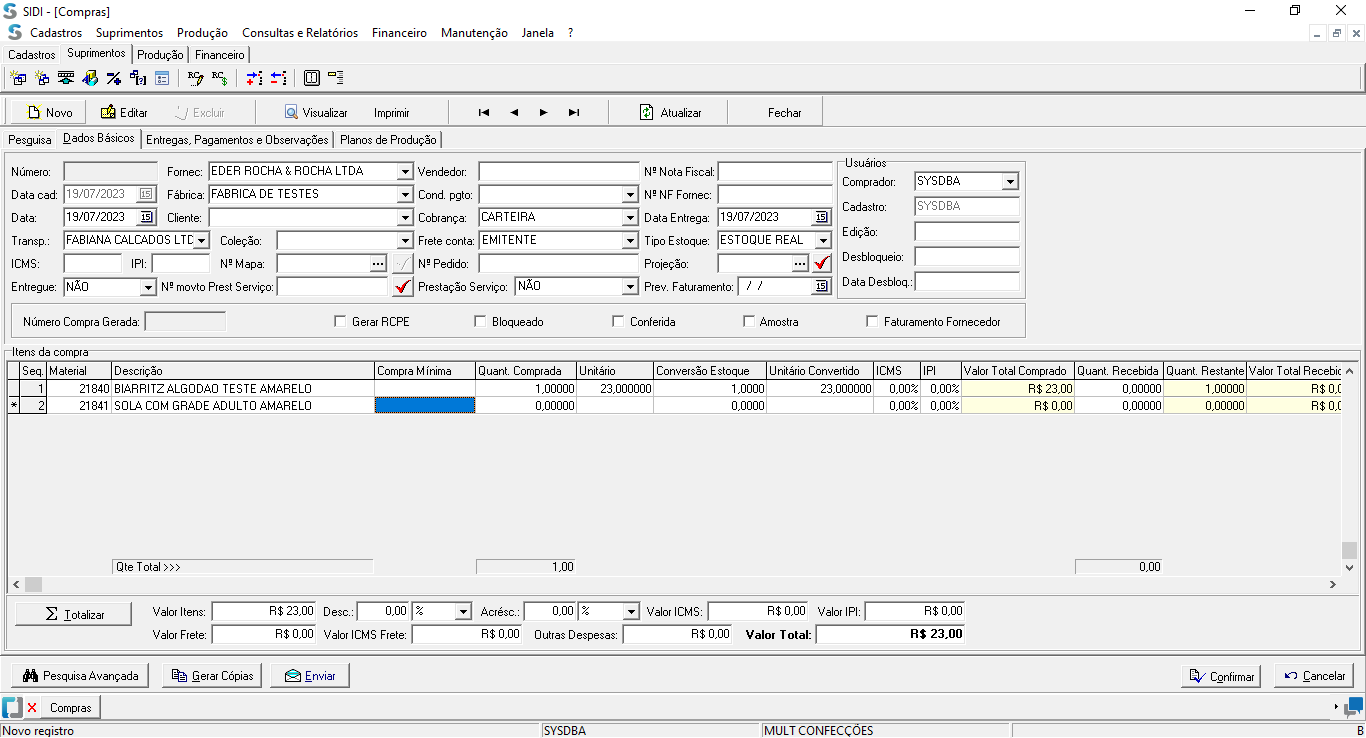 SIDI - [Compras]
Cadastros Suprimentos Produção Consultas e Relatórios Financeiro Manutenção Janela ?
Cadastros Suprimentos Produção Financeiro
Novo Editar Excluir Visualizar Imprimir Atualizar Fechar
Pesquisa Dados Básicos Entregas, Pagamentos e Observações Planos de Produção
Número: Fornec: EDER ROCHA & ROCHA LTDA Vendedor: Nº Nota Fiscal: Usuários
Comprador: SYSDBA
Data cad: 19/07/2023 15 Fábrica: FABRICA DE TESTES Cond. pgto: Nº NF Fornec:
Cadastro: SYSDBA
Data: 19/07/2023 15 Cliente: Cobrança: CARTEIRA Data Entrega: 19/07/2023 15
Edição:
Transp.: FABIANA CALCADOS LTC Coleção: Frete conta: EMITENTE Tipo Estoque: ESTOQUE REAL
Desbloqueio:
ICMS: IPI: Nº Mapa: ... Nº Pedido: Projeção: ...
Data Desbloq.:
Entregue: NÃO Nº movto Prest Serviço: Prestação Serviço: NÃO Prev. Faturamento: / / 15
Número Compra Gerada: Gerar RCPE Bloqueado Conferida Amostra Faturamento Fornecedor
Itens da compra
Seq. Material Descrição Compra Mínima Quant. Comprada Unitário Conversão Estoque Unitário Convertido ICMS IPI Valor Total Comprado Quant. Recebida Quant. Restante Valor Total Recebid
1 21840 BIARRITZ ALGODAO TESTE AMARELO 1,00000 23,000000 1,0000 23,000000 0,00% 0,00% R$ 23,00 0,00000 1,00000 R$ 0,0
* 2 21841 SOLA COM GRADE ADULTO AMARELO 0,00000 0,0000 0,00% 0,00% R$ 0,00 0,00000 0,00000 R$ 0,0
Qte Total >>> 1,00 0,00
Σ Totalizar Valor Itens: R$ 23,00 Desc.: 0,00 % Acrésc.: 0,00 % Valor ICMS: R$ 0,00 Valor IPI: R$ 0,00
Valor Frete: R$ 0,00 Valor ICMS Frete: R$ 0,00 Outras Despesas: R$ 0,00 Valor Total: R$ 23,00
Pesquisa Avançada Gerar Cópias Enviar Confirmar Cancelar
Compras
Novo registro SYSDBA MULT CONFECÇÕES B